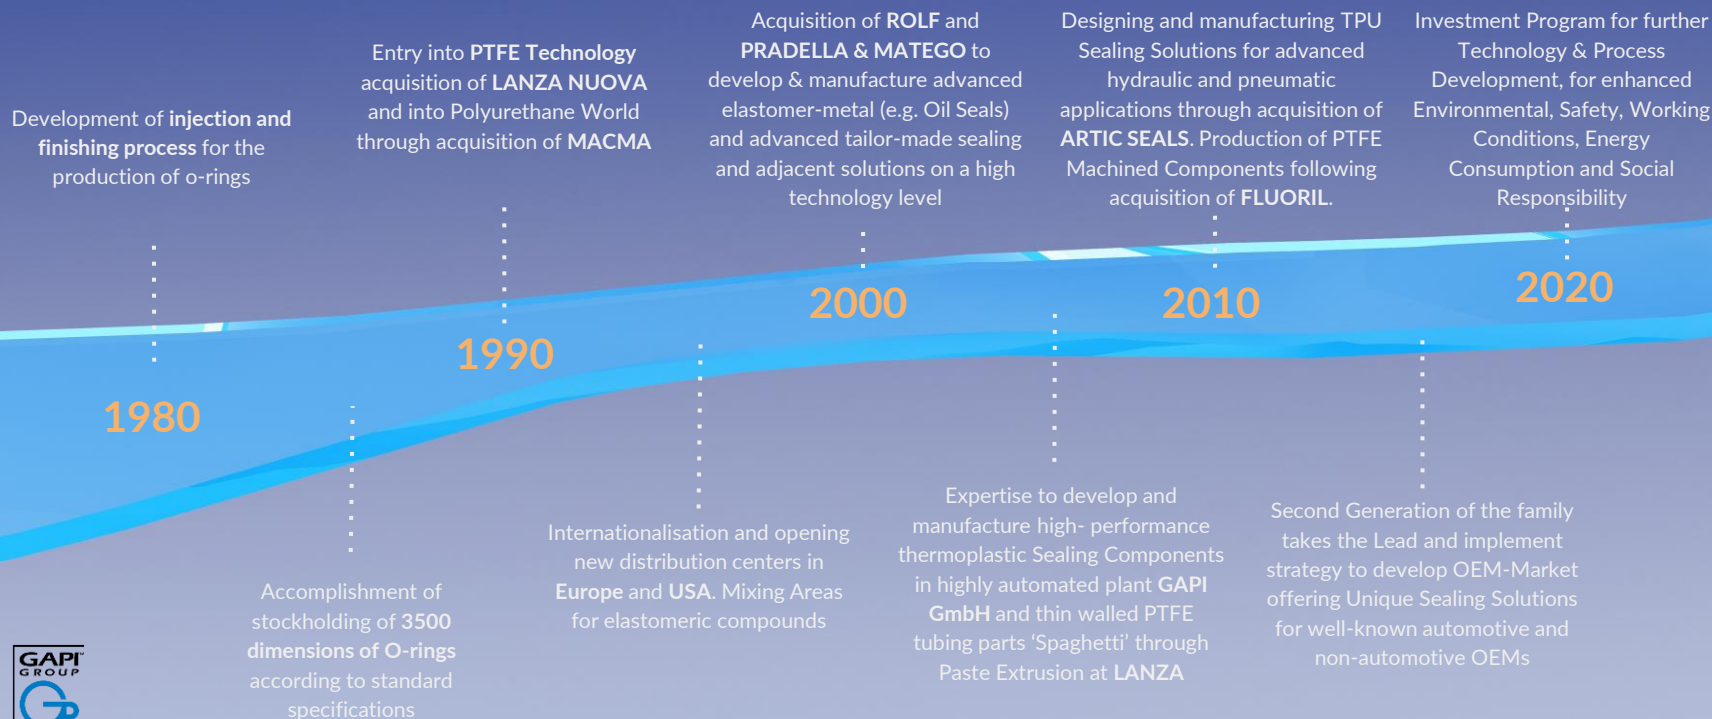 Development of injection and
finishing process for the
production of o-rings
1980
Accomplishment of
stockholding of 3500
dimensions of O-rings
according to standard
specifications
Entry into PTFE Technology
acquisition of LANZA NUOVA
and into Polyurethane World
through acquisition of MACMA
1990
Internationalisation and opening
new distribution centers in
Europe and USA. Mixing Areas
for elastomeric compounds
Acquisition of ROLF and
PRADELLA & MATEGO to
develop & manufacture advanced
elastomer-metal (e.g. Oil Seals)
and advanced tailor-made sealing
and adjacent solutions on a high
technology level
2000
Expertise to develop and
manufacture high- performance
thermoplastic Sealing Components
in highly automated plant GAPI
GmbH and thin walled PTFE
tubing parts ‘Spaghetti’ through
Paste Extrusion at LANZA
Designing and manufacturing TPU
Sealing Solutions for advanced
hydraulic and pneumatic
applications through acquisition of
ARTIC SEALS. Production of PTFE
Machined Components following
acquisition of FLUORIL.
2010
Second Generation of the family
takes the Lead and implement
strategy to develop OEM-Market
offering Unique Sealing Solutions
for well-known automotive and
non-automotive OEMs
Investment Program for further
Technology & Process
Development, for enhanced
Environmental, Safety, Working
Conditions, Energy
Consumption and Social
Responsibility
2020
GAPI
GROUP